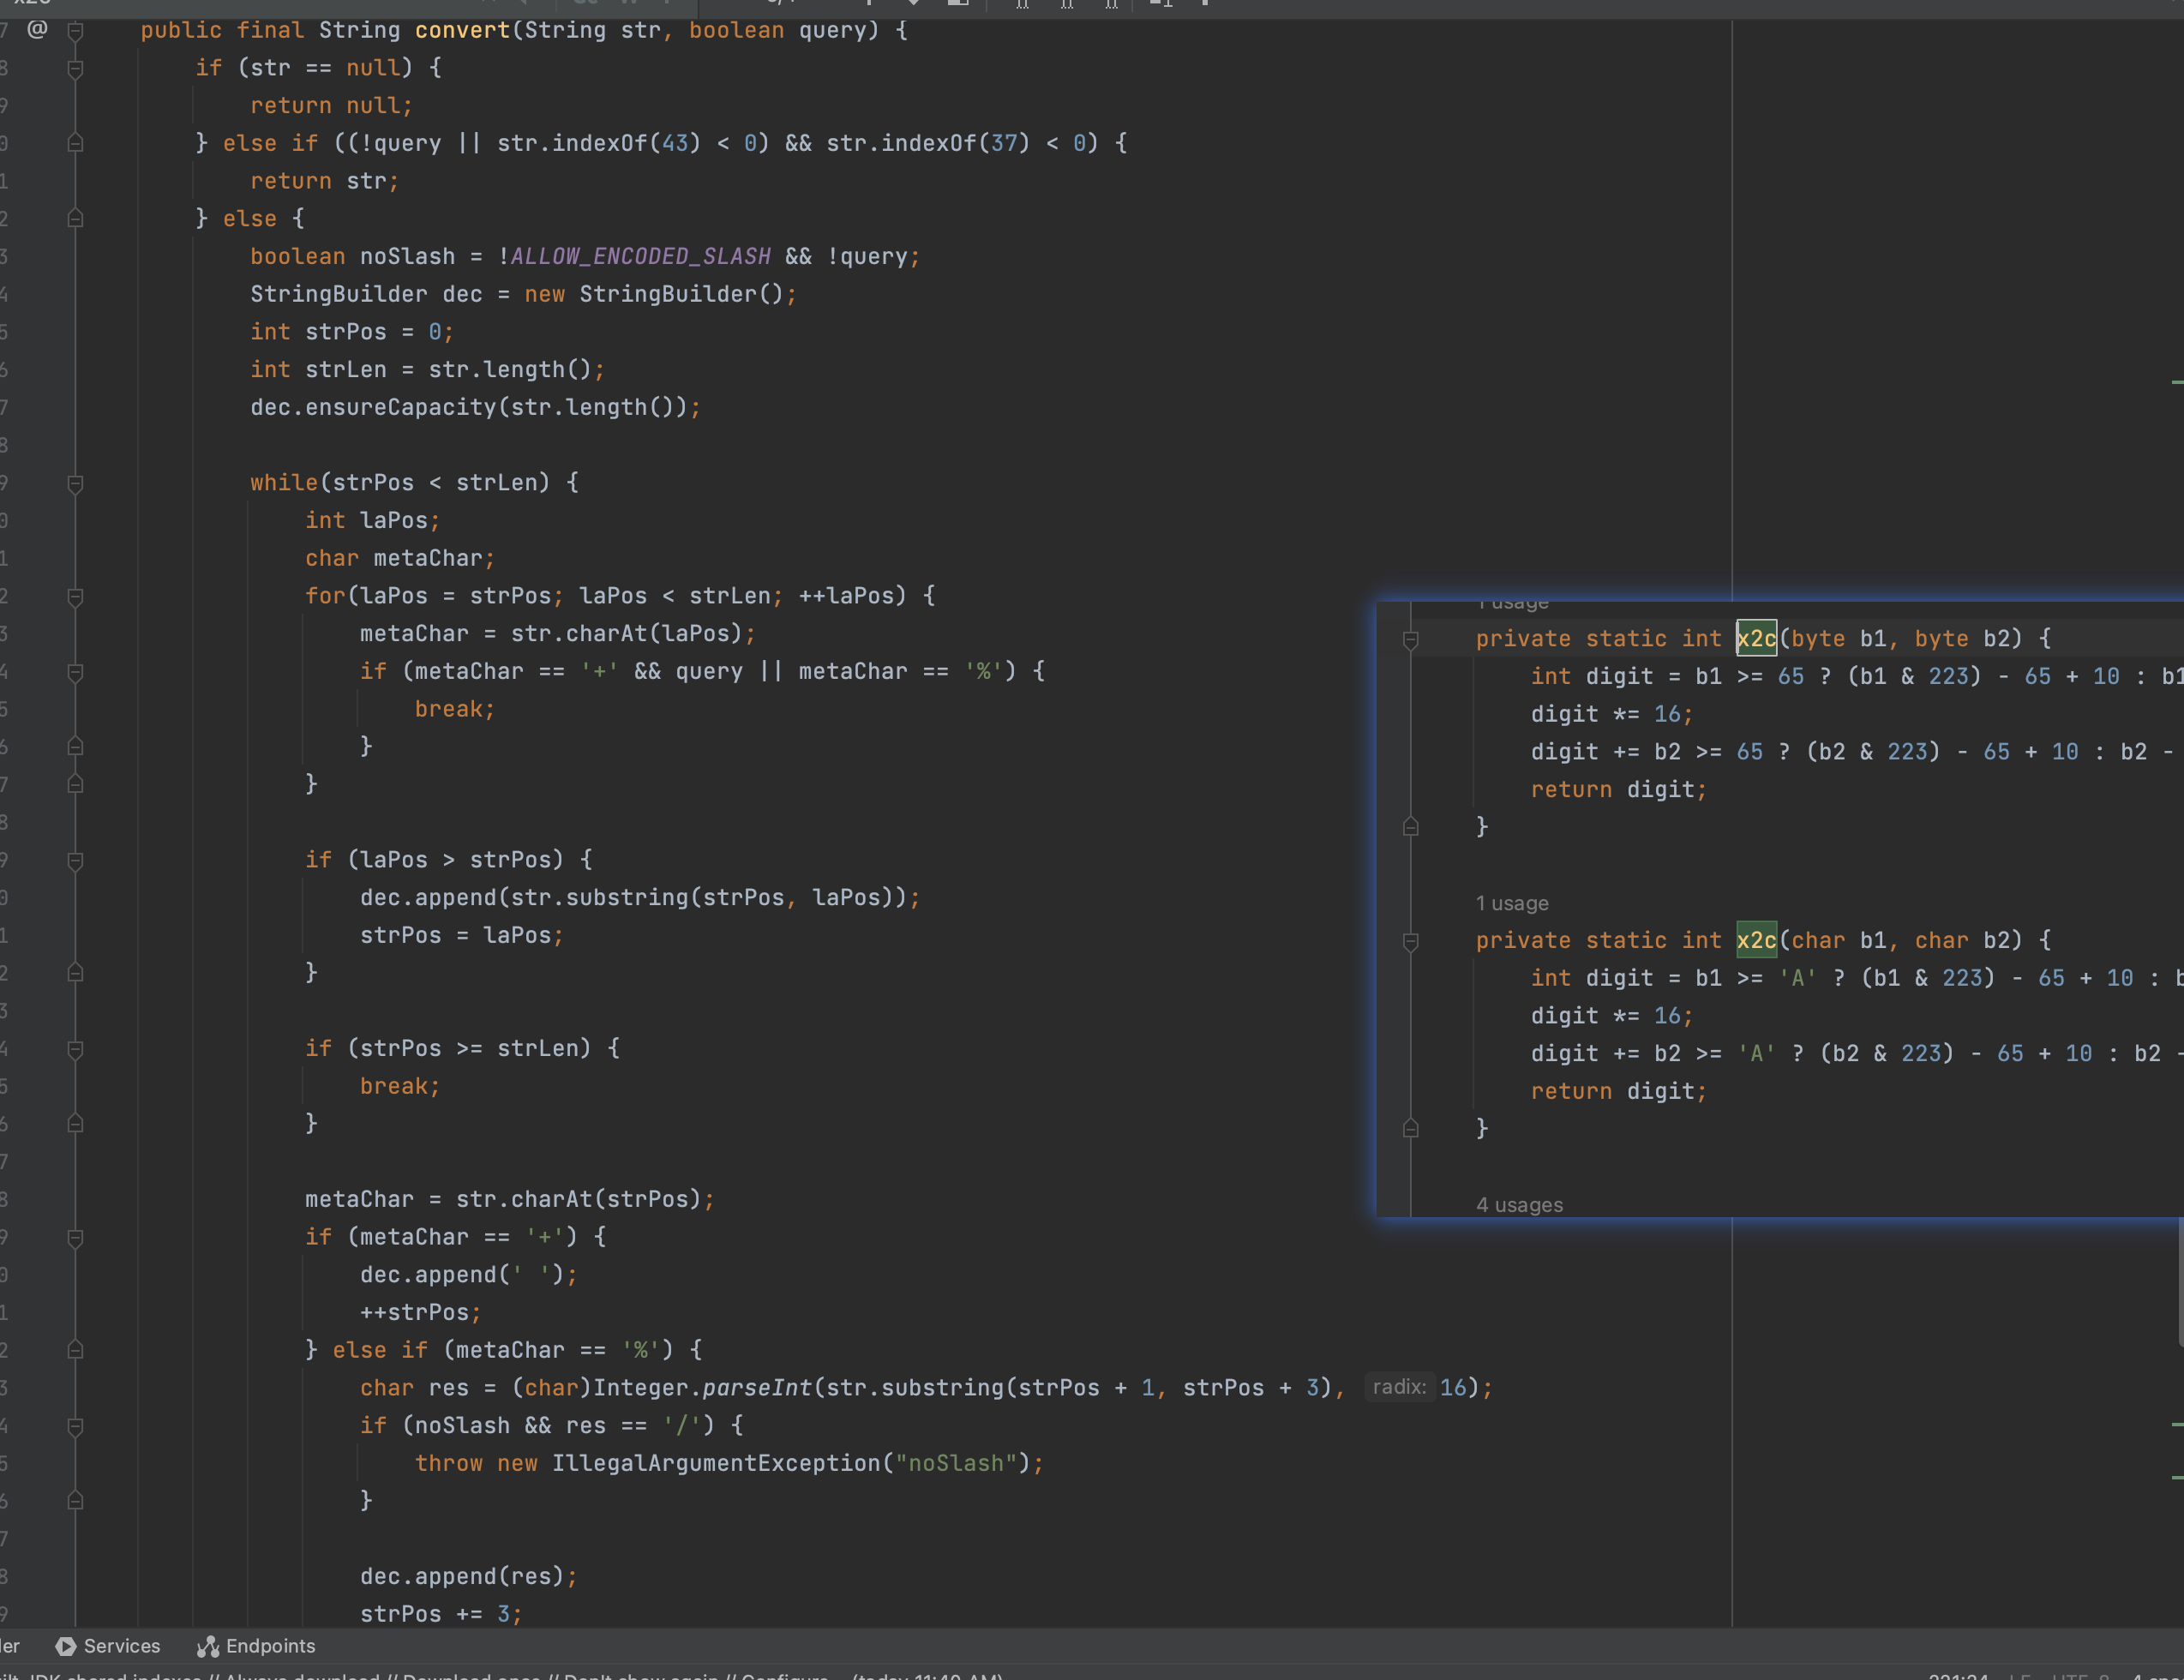 public final String convert(String str, boolean query) {
if (str == null) {
return null;
} else if ((!query || str.indexOf(43) < 0) && str.indexOf(37) < 0) {
return str;
} else {
boolean noSlash = !ALLOW_ENCODED_SLASH && !query;
StringBuilder dec = new StringBuilder();
int strPos = 0;
int strLen = str.length();
dec.ensureCapacity(str.length());
while(strPos < strLen) {
int laPos;
char metaChar;
for(laPos = strPos; laPos < strLen; ++laPos) {
metaChar = str.charAt(laPos);
if (metaChar == '+' && query || metaChar == '%') {
break;
}
}
if (laPos > strPos) {
dec.append(str.substring(strPos, laPos));
strPos = laPos;
}
if (strPos >= strLen) {
break;
}
metaChar = str.charAt(strPos);
if (metaChar == '+') {
dec.append(' ');
++strPos;
} else if (metaChar == '%') {
char res = (char)Integer.parseInt(str.substring(strPos + 1, strPos + 3), radix: 16);
if (noSlash && res == '/') {
throw new IllegalArgumentException("noSlash");
}
dec.append(res);
strPos += 3;
1 usage
private static int x2c(byte b1, byte b2) {
int digit = b1 >= 65 ? (b1 & 223) - 65 + 10 : b1
digit *= 16;
digit += b2 >= 65 ? (b2 & 223) - 65 + 10 : b2 -
return digit;
}
1 usage
private static int x2c(char b1, char b2) {
int digit = b1 >= 'A' ? (b1 & 223) - 65 + 10 : b
digit *= 16;
digit += b2 >= 'A' ? (b2 & 223) - 65 + 10 : b2 -
return digit;
}
4 usages
Services
Endpoints